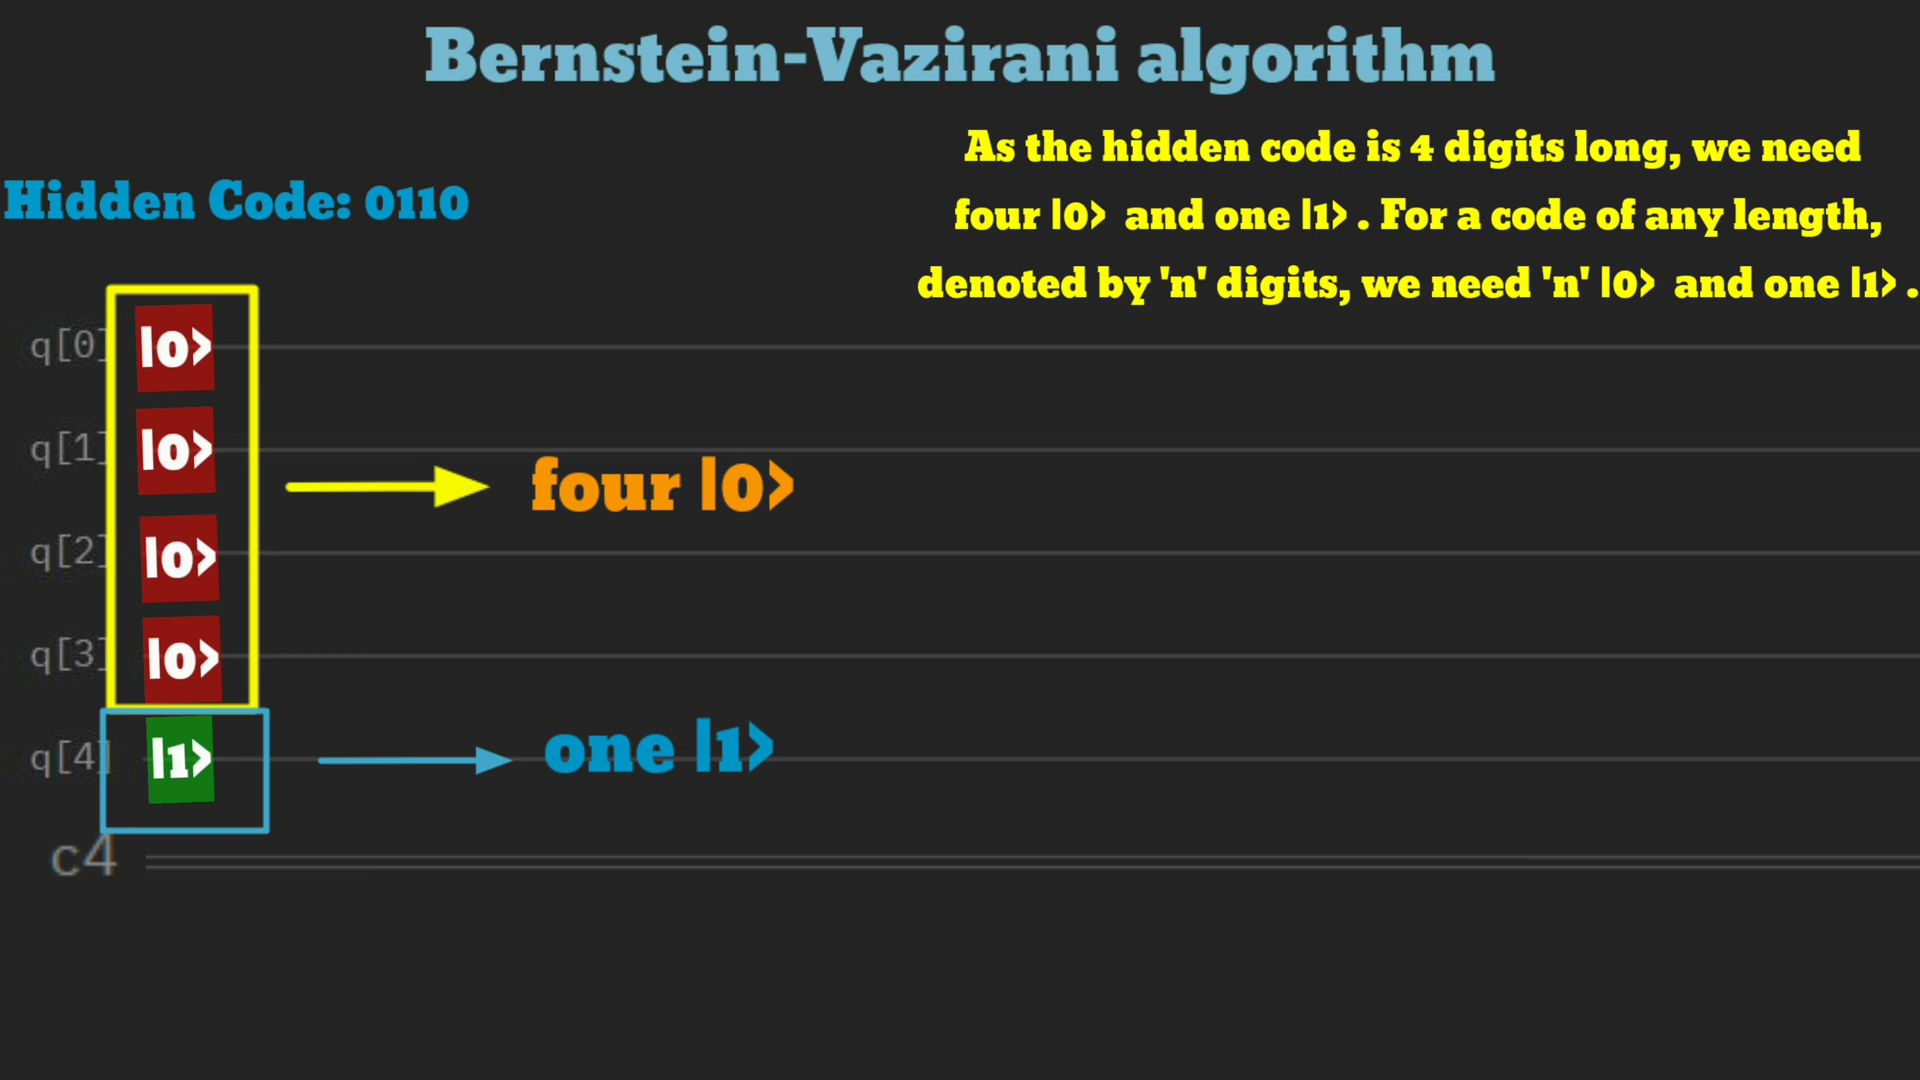 Bernstein-Vazirani algorithm
As the hidden code is 4 digits long, we need
four |0> and one |1> . For a code of any length,
denoted by 'n' digits, we need 'n' |0> and one |1> .
Hidden Code: 0110
q[0] |0>
q[1] |0>
four |0>
q[2] |0>
q[3] |0>
q[4] |1>
one |1>
c4